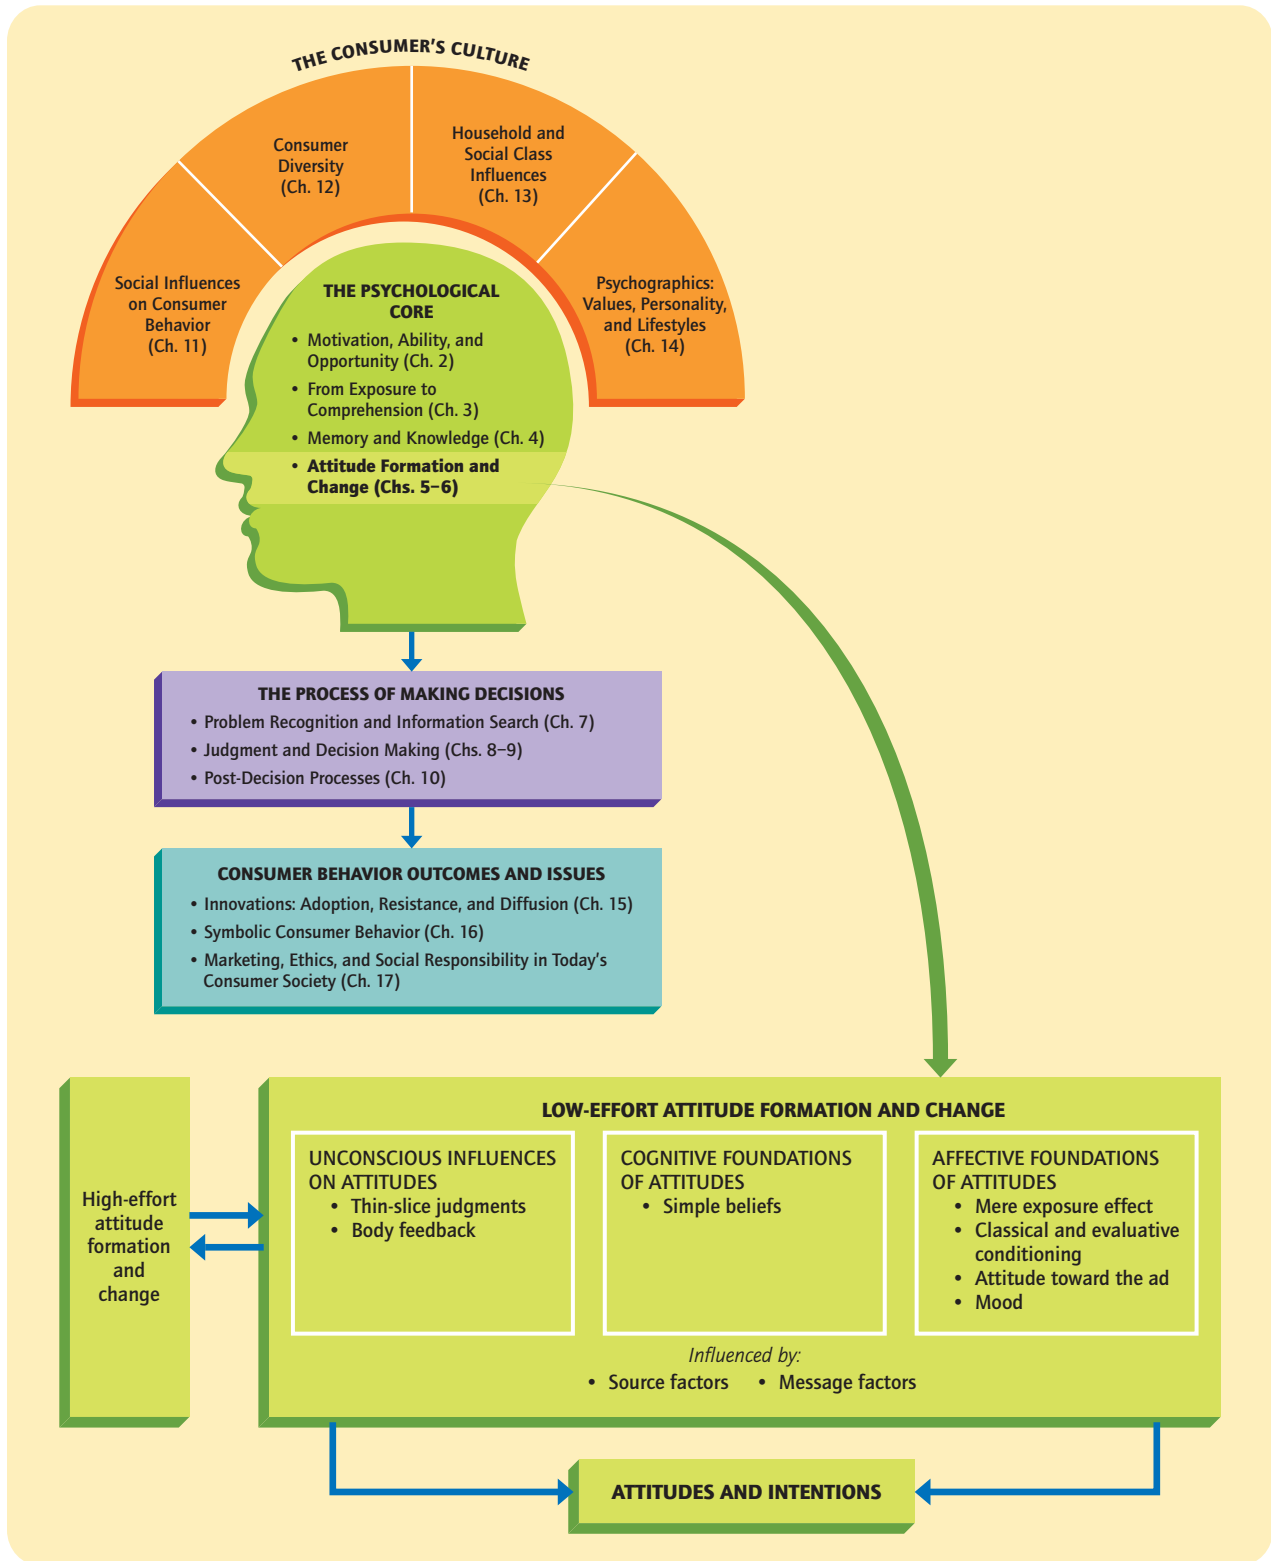 THE CONSUMER'S CULTURE
Social Influences
on Consumer
Behavior
(Ch. 11)
Consumer
Diversity
(Ch. 12)
Household and
Social Class
Influences
(Ch. 13)
Psychographics:
Values, Personality,
and Lifestyles
(Ch. 14)
THE PSYCHOLOGICAL
CORE
• Motivation, Ability, and
Opportunity (Ch. 2)
• From Exposure to
Comprehension (Ch. 3)
• Memory and Knowledge (Ch. 4)
• Attitude Formation and
Change (Chs. 5–6)
THE PROCESS OF MAKING DECISIONS
• Problem Recognition and Information Search (Ch. 7)
• Judgment and Decision Making (Chs. 8–9)
• Post-Decision Processes (Ch. 10)
CONSUMER BEHAVIOR OUTCOMES AND ISSUES
• Innovations: Adoption, Resistance, and Diffusion (Ch. 15)
• Symbolic Consumer Behavior (Ch. 16)
• Marketing, Ethics, and Social Responsibility in Today's
Consumer Society (Ch. 17)
High-effort
attitude
formation
and
change
LOW-EFFORT ATTITUDE FORMATION AND CHANGE
UNCONSCIOUS INFLUENCES
ON ATTITUDES
• Thin-slice judgments
• Body feedback
COGNITIVE FOUNDATIONS
OF ATTITUDES
• Simple beliefs
AFFECTIVE FOUNDATIONS
OF ATTITUDES
• Mere exposure effect
• Classical and evaluative
conditioning
• Attitude toward the ad
• Mood
Influenced by:
• Source factors • Message factors
ATTITUDES AND INTENTIONS